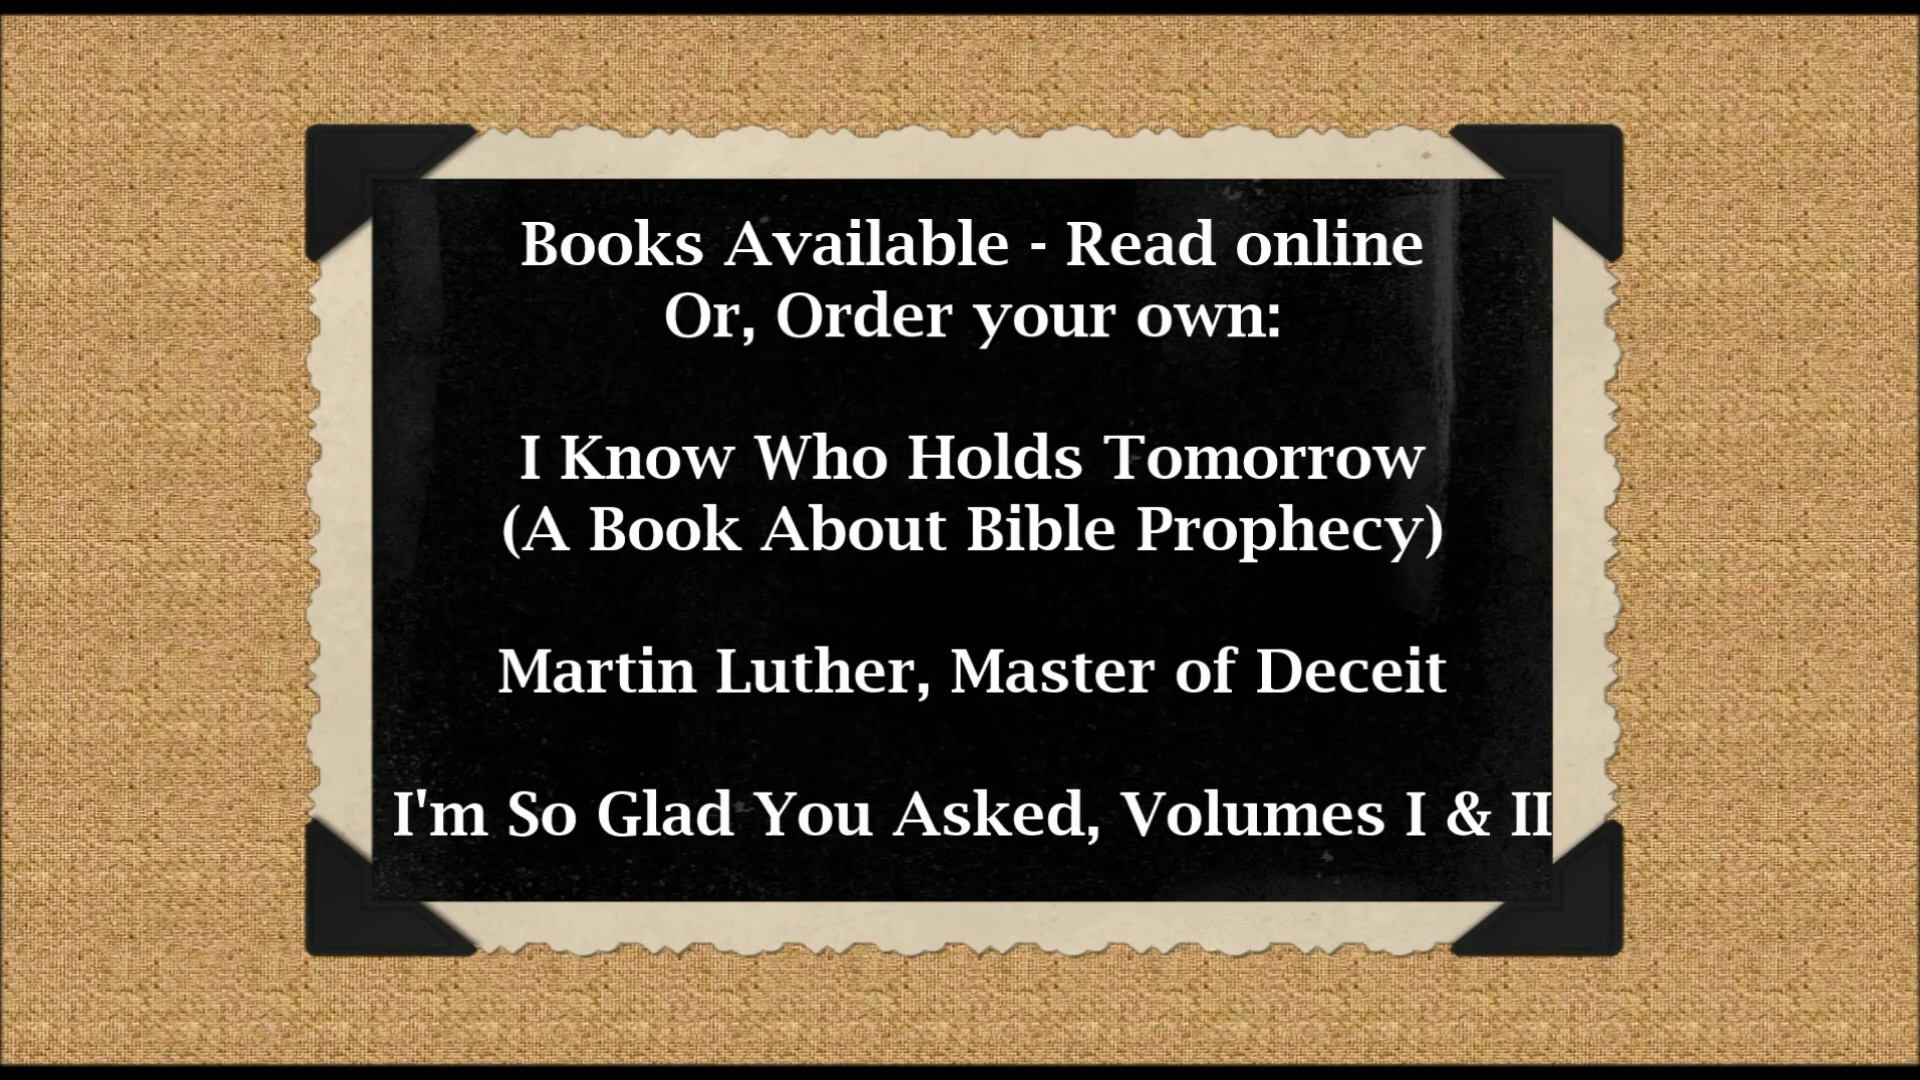 Books Available - Read online
Or, Order your own:
I Know Who Holds Tomorrow
(A Book About Bible Prophecy)
Martin Luther, Master of Deceit
I'm So Glad You Asked, Volumes I & II